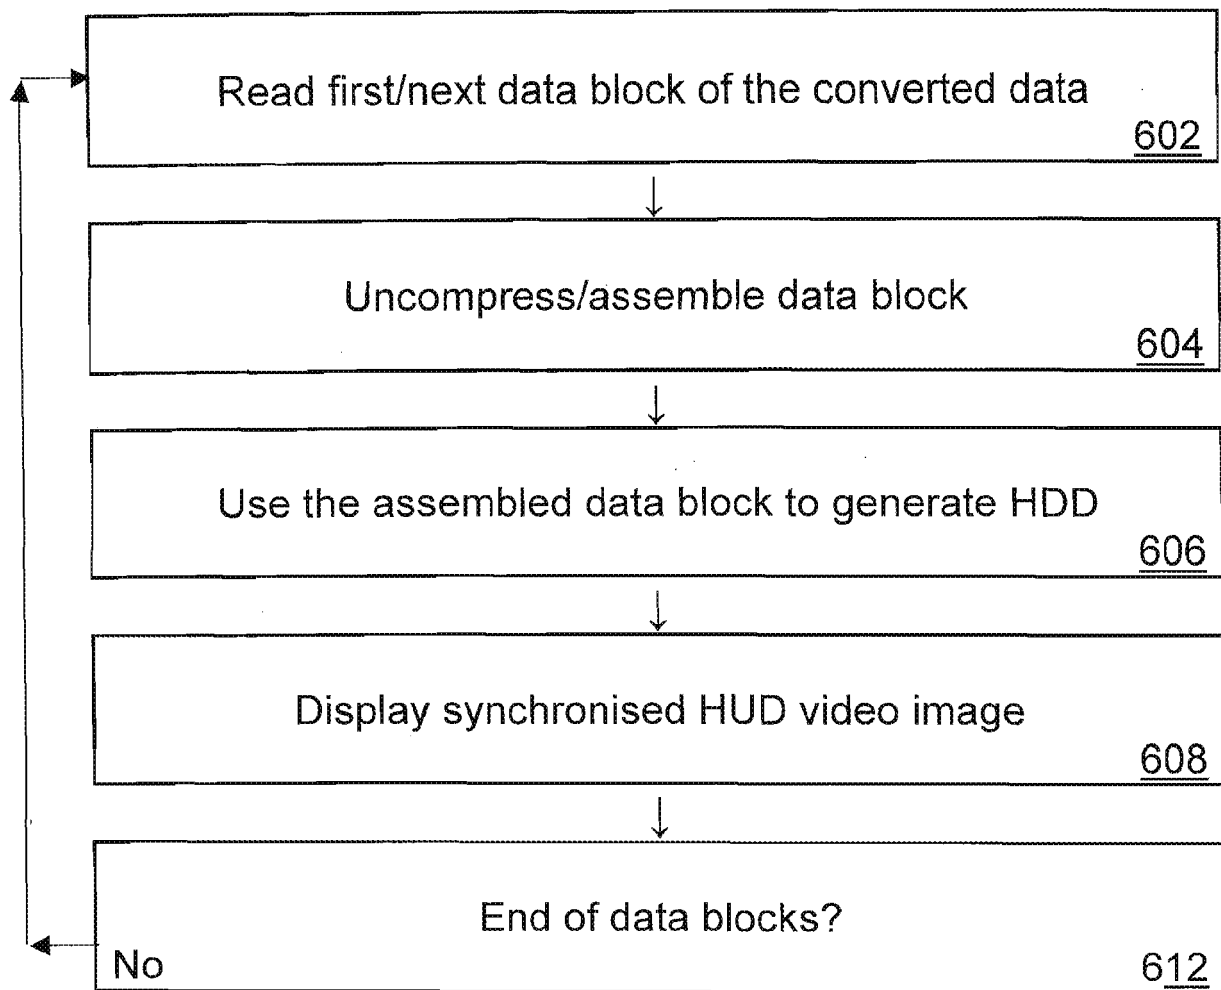 Read first/next data block of the converted data
602
Uncompress/assemble data block
604
Use the assembled data block to generate HDD
606
Display synchronised HUD video image
608
End of data blocks?
No
612